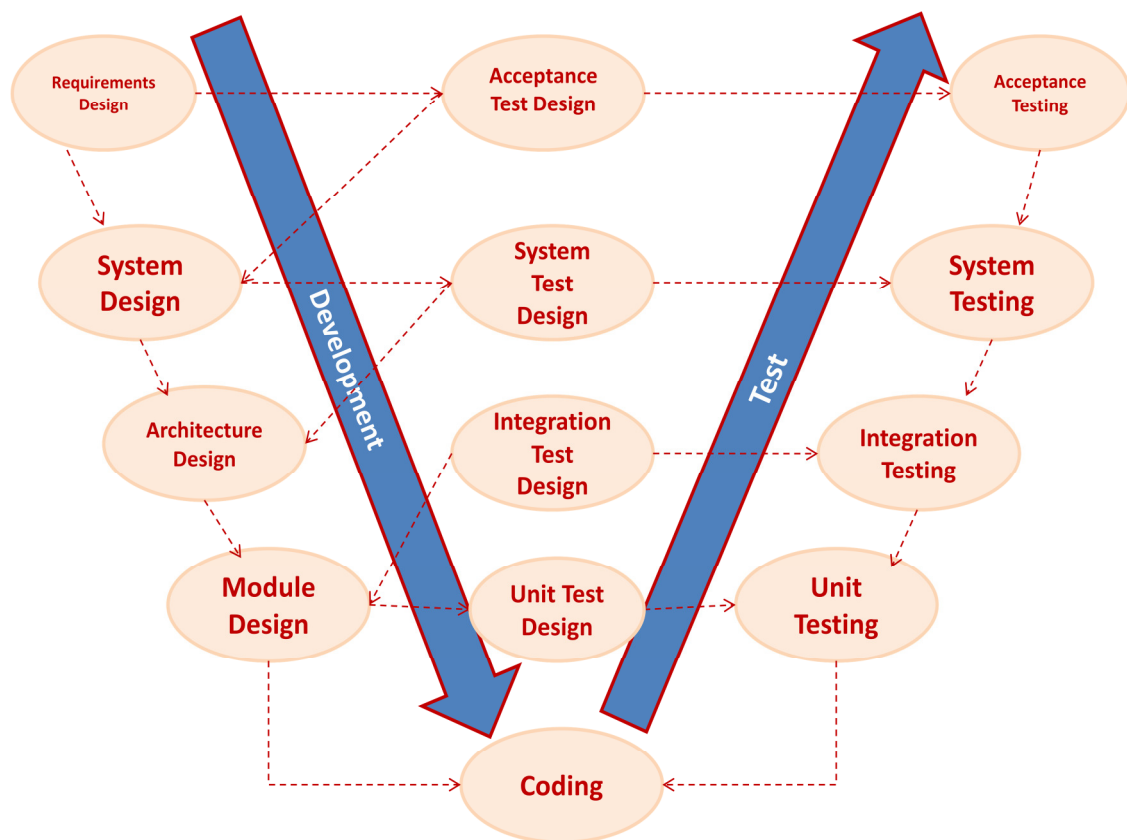 Requirements
Design
Acceptance
Test Design
Acceptance
Testing
System
Design
System
Test
Design
System
Testing
Development
Test
Architecture
Design
Integration
Test
Design
Integration
Testing
Module
Design
Unit Test
Design
Unit
Testing
Coding